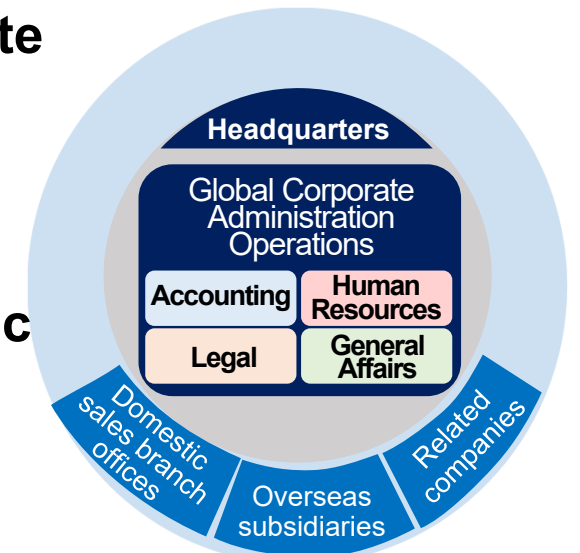 te
Headquarters
Global Corporate
Administration
Operations
Accounting
Human
Resources
c
Legal
General
Affairs
Domestic
sales branch
offices
Overseas
subsidiaries
Related
companies